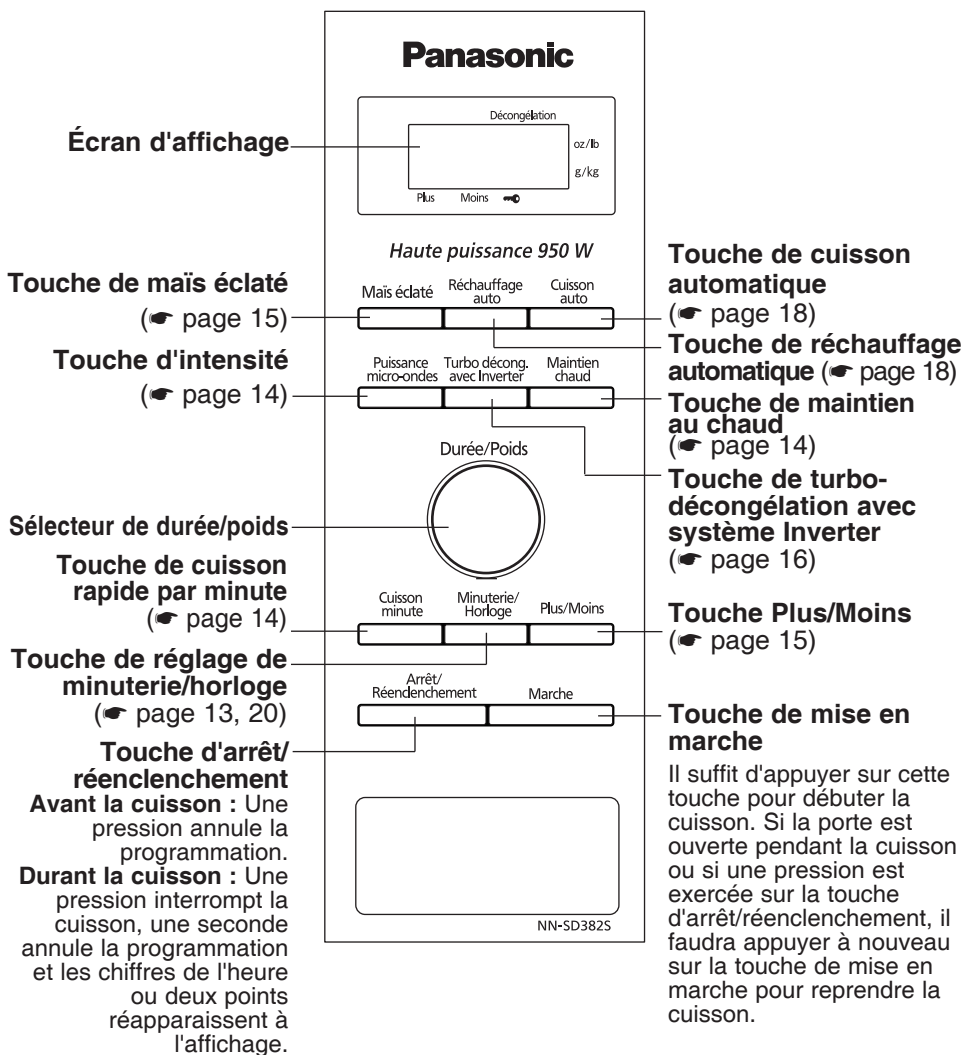 Panasonic
Décongélation
oz/lb
g/kg
Plus Moins
Écran d'affichage
Haute puissance 950 W
Touche de maïs éclaté
(☛ page 15)
Maïs éclaté
Réchauffage
auto
Cuisson
auto
Touche de cuisson
automatique
(☛ page 18)
Touche de réchauffage
automatique (☛ page 18)
Touche d'intensité
(☛ page 14)
Puissance
micro-ondes
Turbo décong.
avec Inverter
Maintien
chaud
Touche de maintien
au chaud
(☛ page 14)
Touche de turbo-
décongélation avec
système Inverter
(☛ page 16)
Durée/Poids
Sélecteur de durée/poids
Touche de cuisson
rapide par minute
(☛ page 14)
Cuisson
minute
Minuterie/
Horloge
Plus/Moins
Touche Plus/Moins
(☛ page 15)
Touche de réglage de
minuterie/horloge
(☛ page 13, 20)
Arrêt/
Réenclenchement
Marche
Touche d'arrêt/
réenclenchement
Avant la cuisson : Une
pression annule la
programmation.
Durant la cuisson : Une
pression interrompt la
cuisson, une seconde
annule la programmation
et les chiffres de l'heure
ou deux points
réapparaissent à
l'affichage.
Touche de mise en
marche
Il suffit d'appuyer sur cette
touche pour débuter la
cuisson. Si la porte est
ouverte pendant la cuisson
ou si une pression est
exercée sur la touche
d'arrêt/réenclenchement, il
faudra appuyer à nouveau
sur la touche de mise en
marche pour reprendre la
cuisson.
NN-SD382S